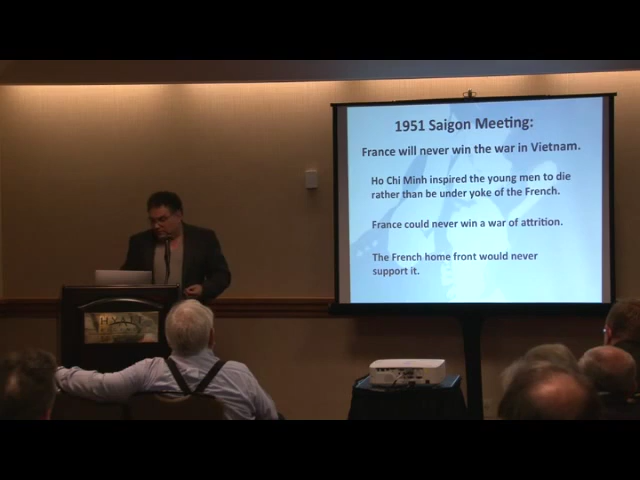 1951 Saigon Meeting:
France will never win the war in Vietnam.
Ho Chi Minh inspired the young men to die
rather than be under yoke of the French.
France could never win a war of attrition.
The French home front would never
support it.